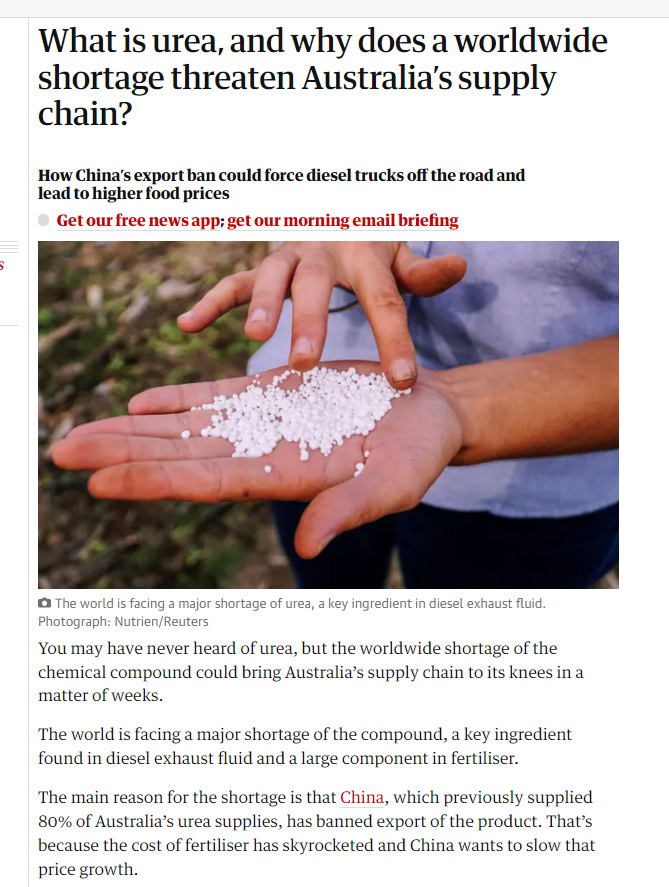 What is urea, and why does a worldwide
shortage threaten Australia's supply
chain?
How China's export ban could force diesel trucks off the road and
lead to higher food prices
Get our free news app; get our morning email briefing
s
The world is facing a major shortage of urea, a key ingredient in diesel exhaust fluid.
Photograph: Nutrien/Reuters
You may have never heard of urea, but the worldwide shortage of the
chemical compound could bring Australia's supply chain to its knees in a
matter of weeks.
The world is facing a major shortage of the compound, a key ingredient
found in diesel exhaust fluid and a large component in fertiliser.
The main reason for the shortage is that China, which previously supplied
80% of Australia's urea supplies, has banned export of the product. That's
because the cost of fertiliser has skyrocketed and China wants to slow that
price growth.